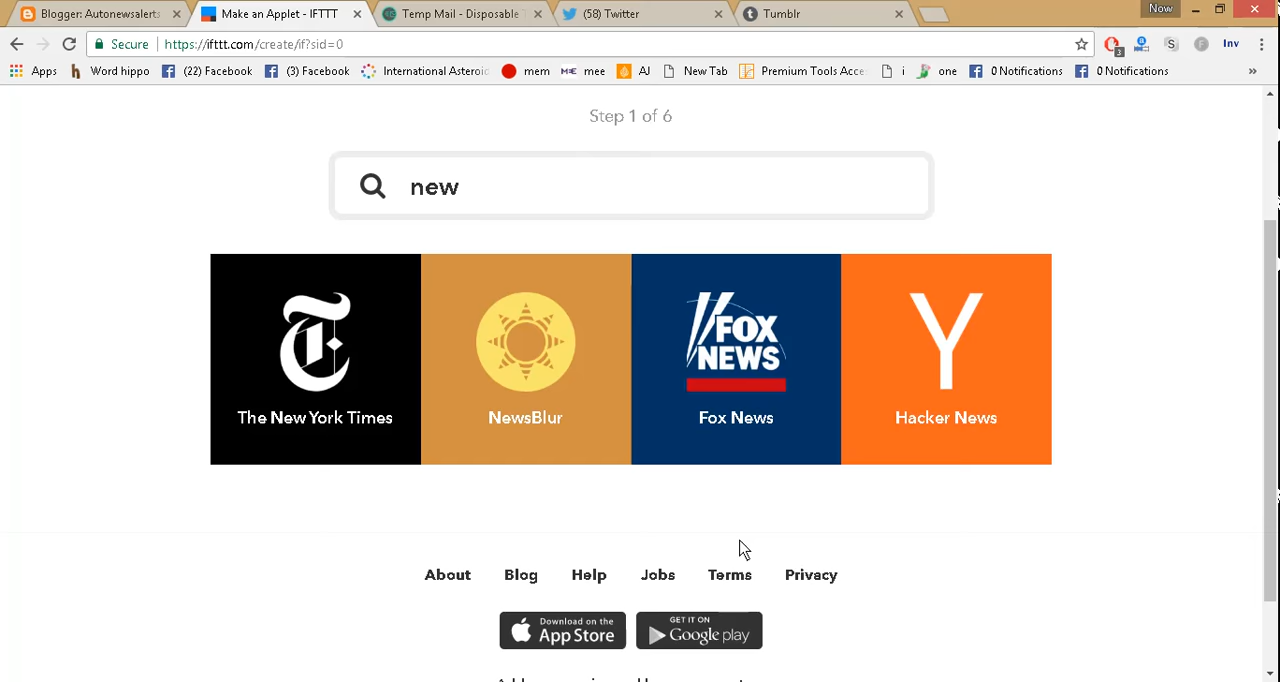 Blogger: Autonewsalerts
Make an Applet - IFTTT
Temp Mail - Disposable
(58) Twitter
Tumblr
Now
Secure
https://ifttt.com/create/if?sid=0
3
S
F
Inv
Apps
Word hippo
(22) Facebook
(3) Facebook
International Asteroi
mem
mee
AI
New Tab
Premium Tools Acce
i
one
0 Notifications
0 Notifications
»
Step 1 of 6
new
FOX
NEWS
The New York Times
NewsBlur
Fox News
Hacker News
About
Blog
Help
Jobs
Terms
Privacy
Download on the
App Store
GET IT ON
Google play